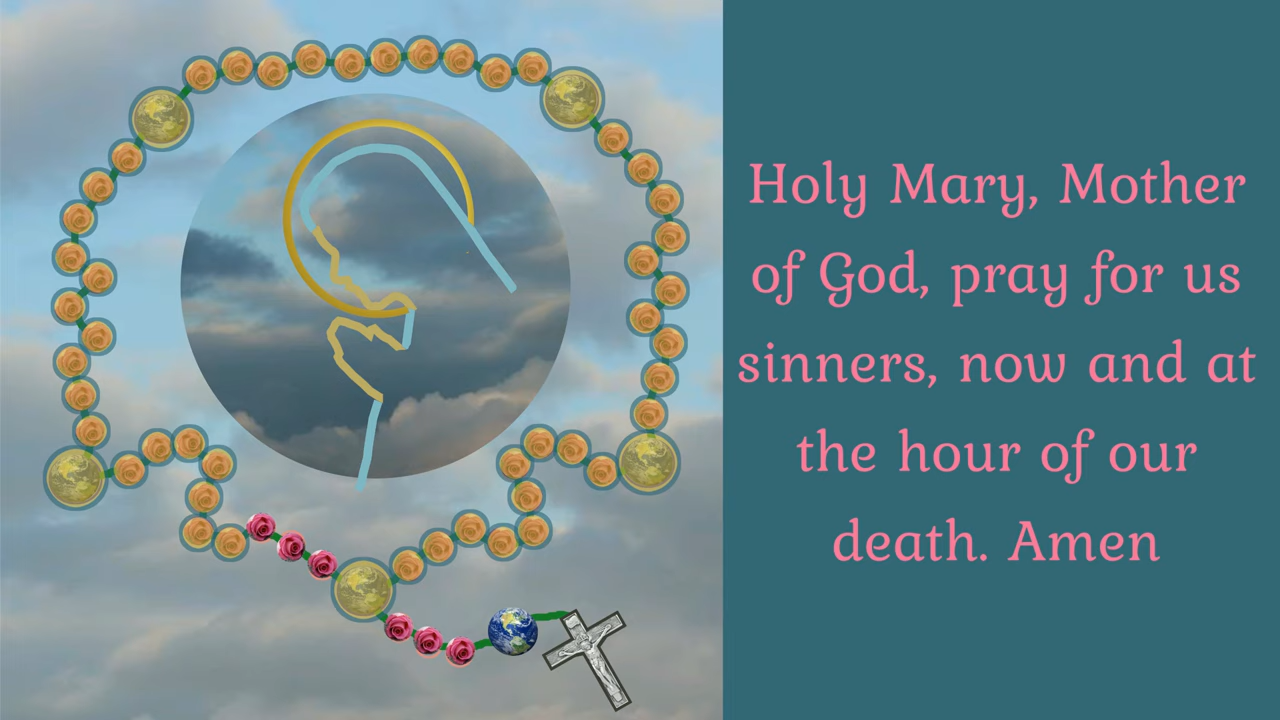 Holy Mary, Mother
of God, pray for us
sinners, now and at
the hour of our
death. Amen